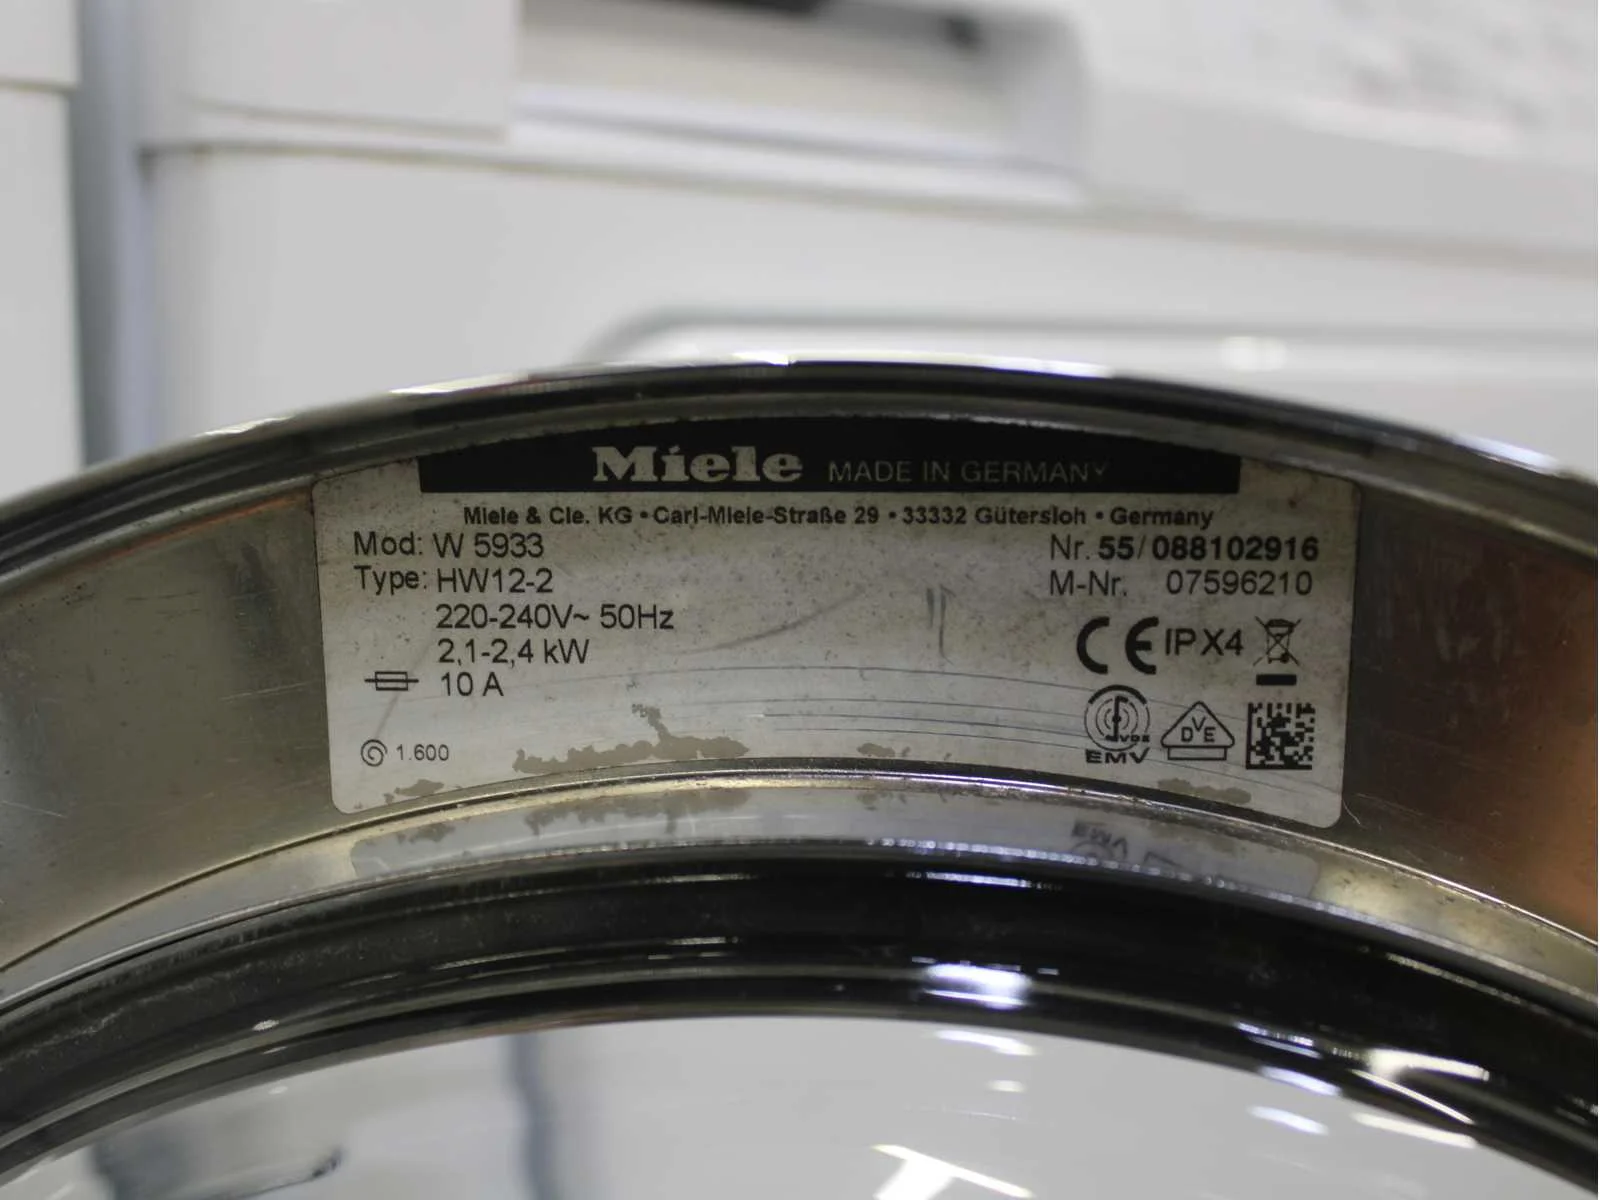 Miele MADE IN GERMANY
Miele & Cie. KG • Carl-Miele-Straße 29 • 33332 Gütersloh • Germany
Mod: W 5933 Nr. 55/088102916
Type: HW12-2 M-Nr. 07596210
220-240V~ 50Hz
2,1-2,4 kW CE IPX4
10 A
1.600 VDE EMV DVE